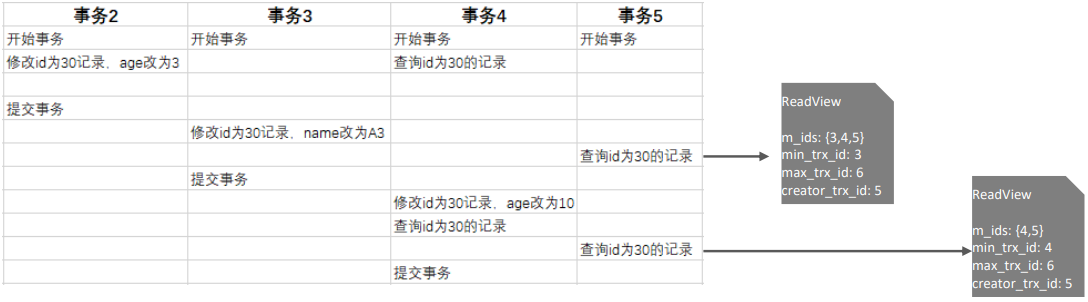 事务2 事务3 事务4 事务5
开始事务 开始事务 开始事务 开始事务
修改id为30记录，age改为3 查询id为30的记录
提交事务
修改id为30记录，name改为A3
查询id为30的记录
提交事务
修改id为30记录，age改为10
查询id为30的记录
查询id为30的记录
提交事务
ReadView
m_ids: {3,4,5}
min_trx_id: 3
max_trx_id: 6
creator_trx_id: 5
ReadView
m_ids: {4,5}
min_trx_id: 4
max_trx_id: 6
creator_trx_id: 5